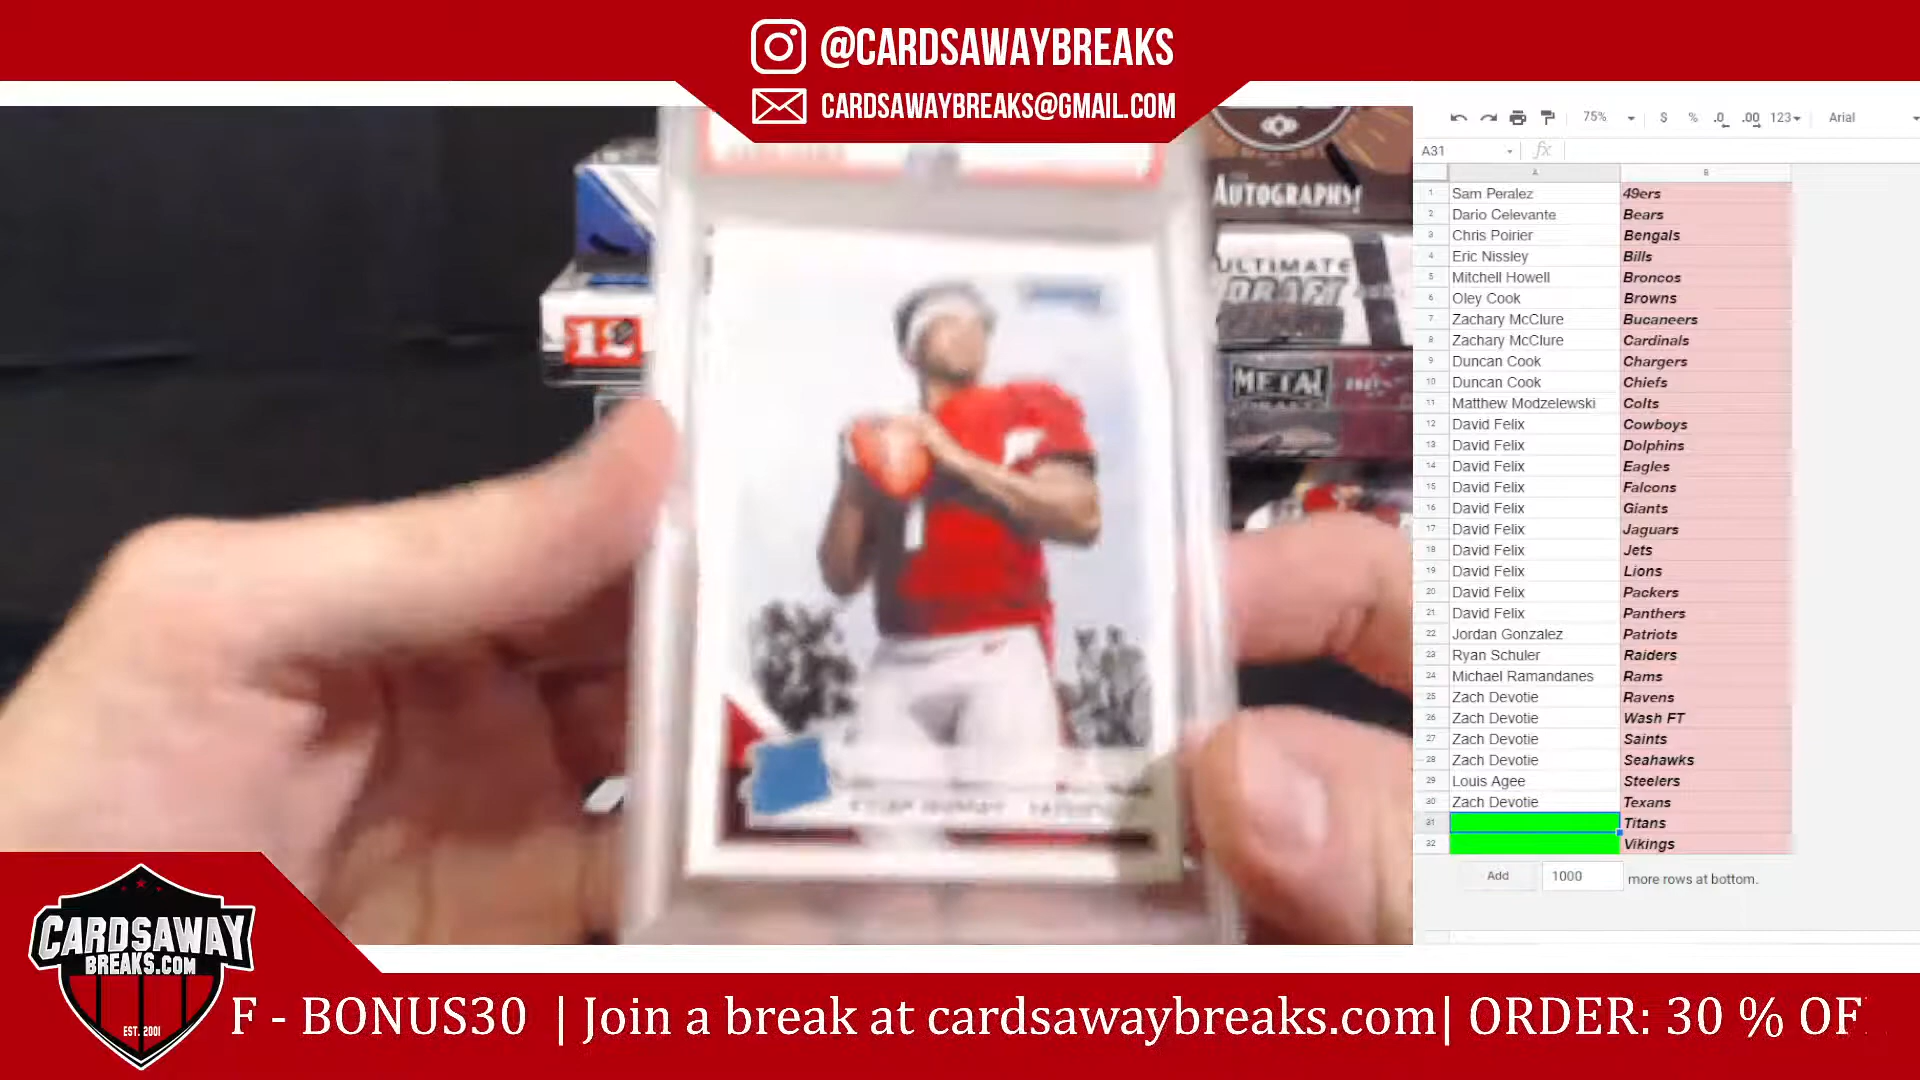 @CARDSAWAYBREAKS
CARDSAWAYBREAKS@GMAIL.COM
AUTOGRAPHS!
ULTIMATE
DRAFT
METAL
12
1
75% $ % .0 .00 123 Arial
A31 fx
A B
1 Sam Peralez 49ers
2 Dario Celevante Bears
3 Chris Poirier Bengals
4 Eric Nissley Bills
5 Mitchell Howell Broncos
6 Oley Cook Browns
7 Zachary McClure Bucaneers
8 Zachary McClure Cardinals
9 Duncan Cook Chargers
10 Duncan Cook Chiefs
11 Matthew Modzelewski Colts
12 David Felix Cowboys
13 David Felix Dolphins
14 David Felix Eagles
15 David Felix Falcons
16 David Felix Giants
17 David Felix Jaguars
18 David Felix Jets
19 David Felix Lions
20 David Felix Packers
21 David Felix Panthers
22 Jordan Gonzalez Patriots
23 Ryan Schuler Raiders
24 Michael Ramandanes Rams
25 Zach Devotie Ravens
26 Zach Devotie Wash FT
27 Zach Devotie Saints
28 Zach Devotie Seahawks
29 Louis Agee Steelers
30 Zach Devotie Texans
31 Titans
32 Vikings
Add 1000 more rows at bottom.
CARDSAWAY
BREAKS.COM
EST. 2001
F - BONUS30 | Join a break at cardsawaybreaks.com| ORDER: 30 % OF